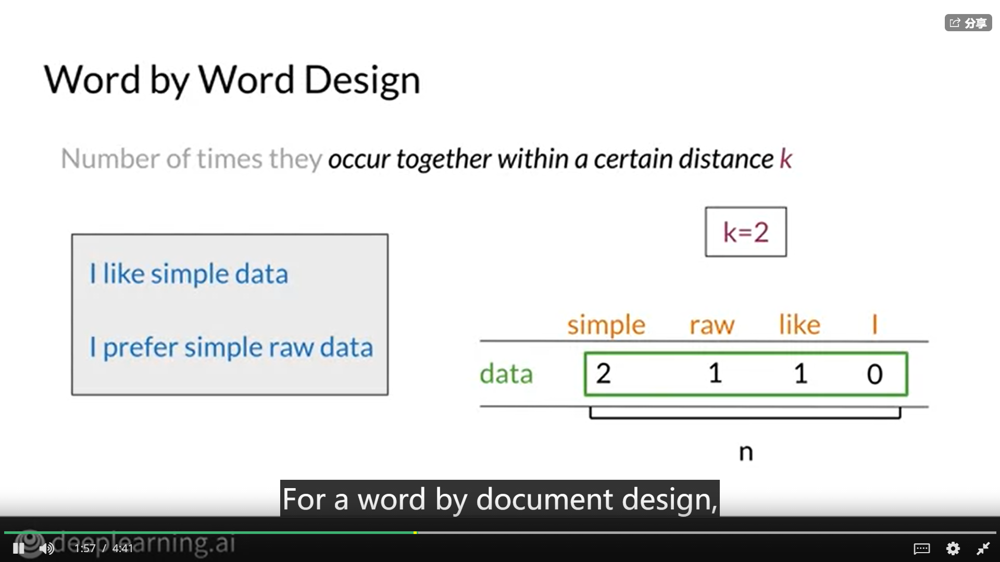 分享
Word by Word Design
Number of times they occur together within a certain distance k
k=2
I like simple data
I prefer simple raw data
simple raw like I
data 2 1 1 0
n
For a word by document design,
deeplearning.ai
1:57 / 4:41